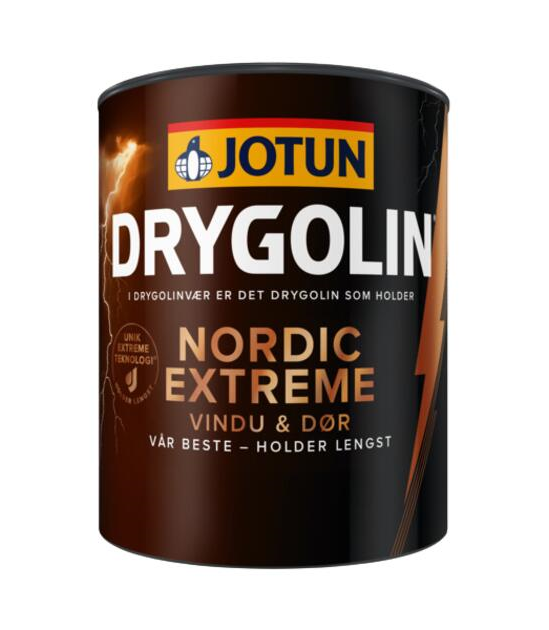 JOTUN
DRYGOLIN
I DRYGOLINVÆR ER DET DRYGOLIN SOM HOLDER
UNIK
EXTREME
TEKNOLOGI
LENGST
NORDIC
EXTREME
VINDU & DØR
VÅR BESTE – HOLDER LENGST